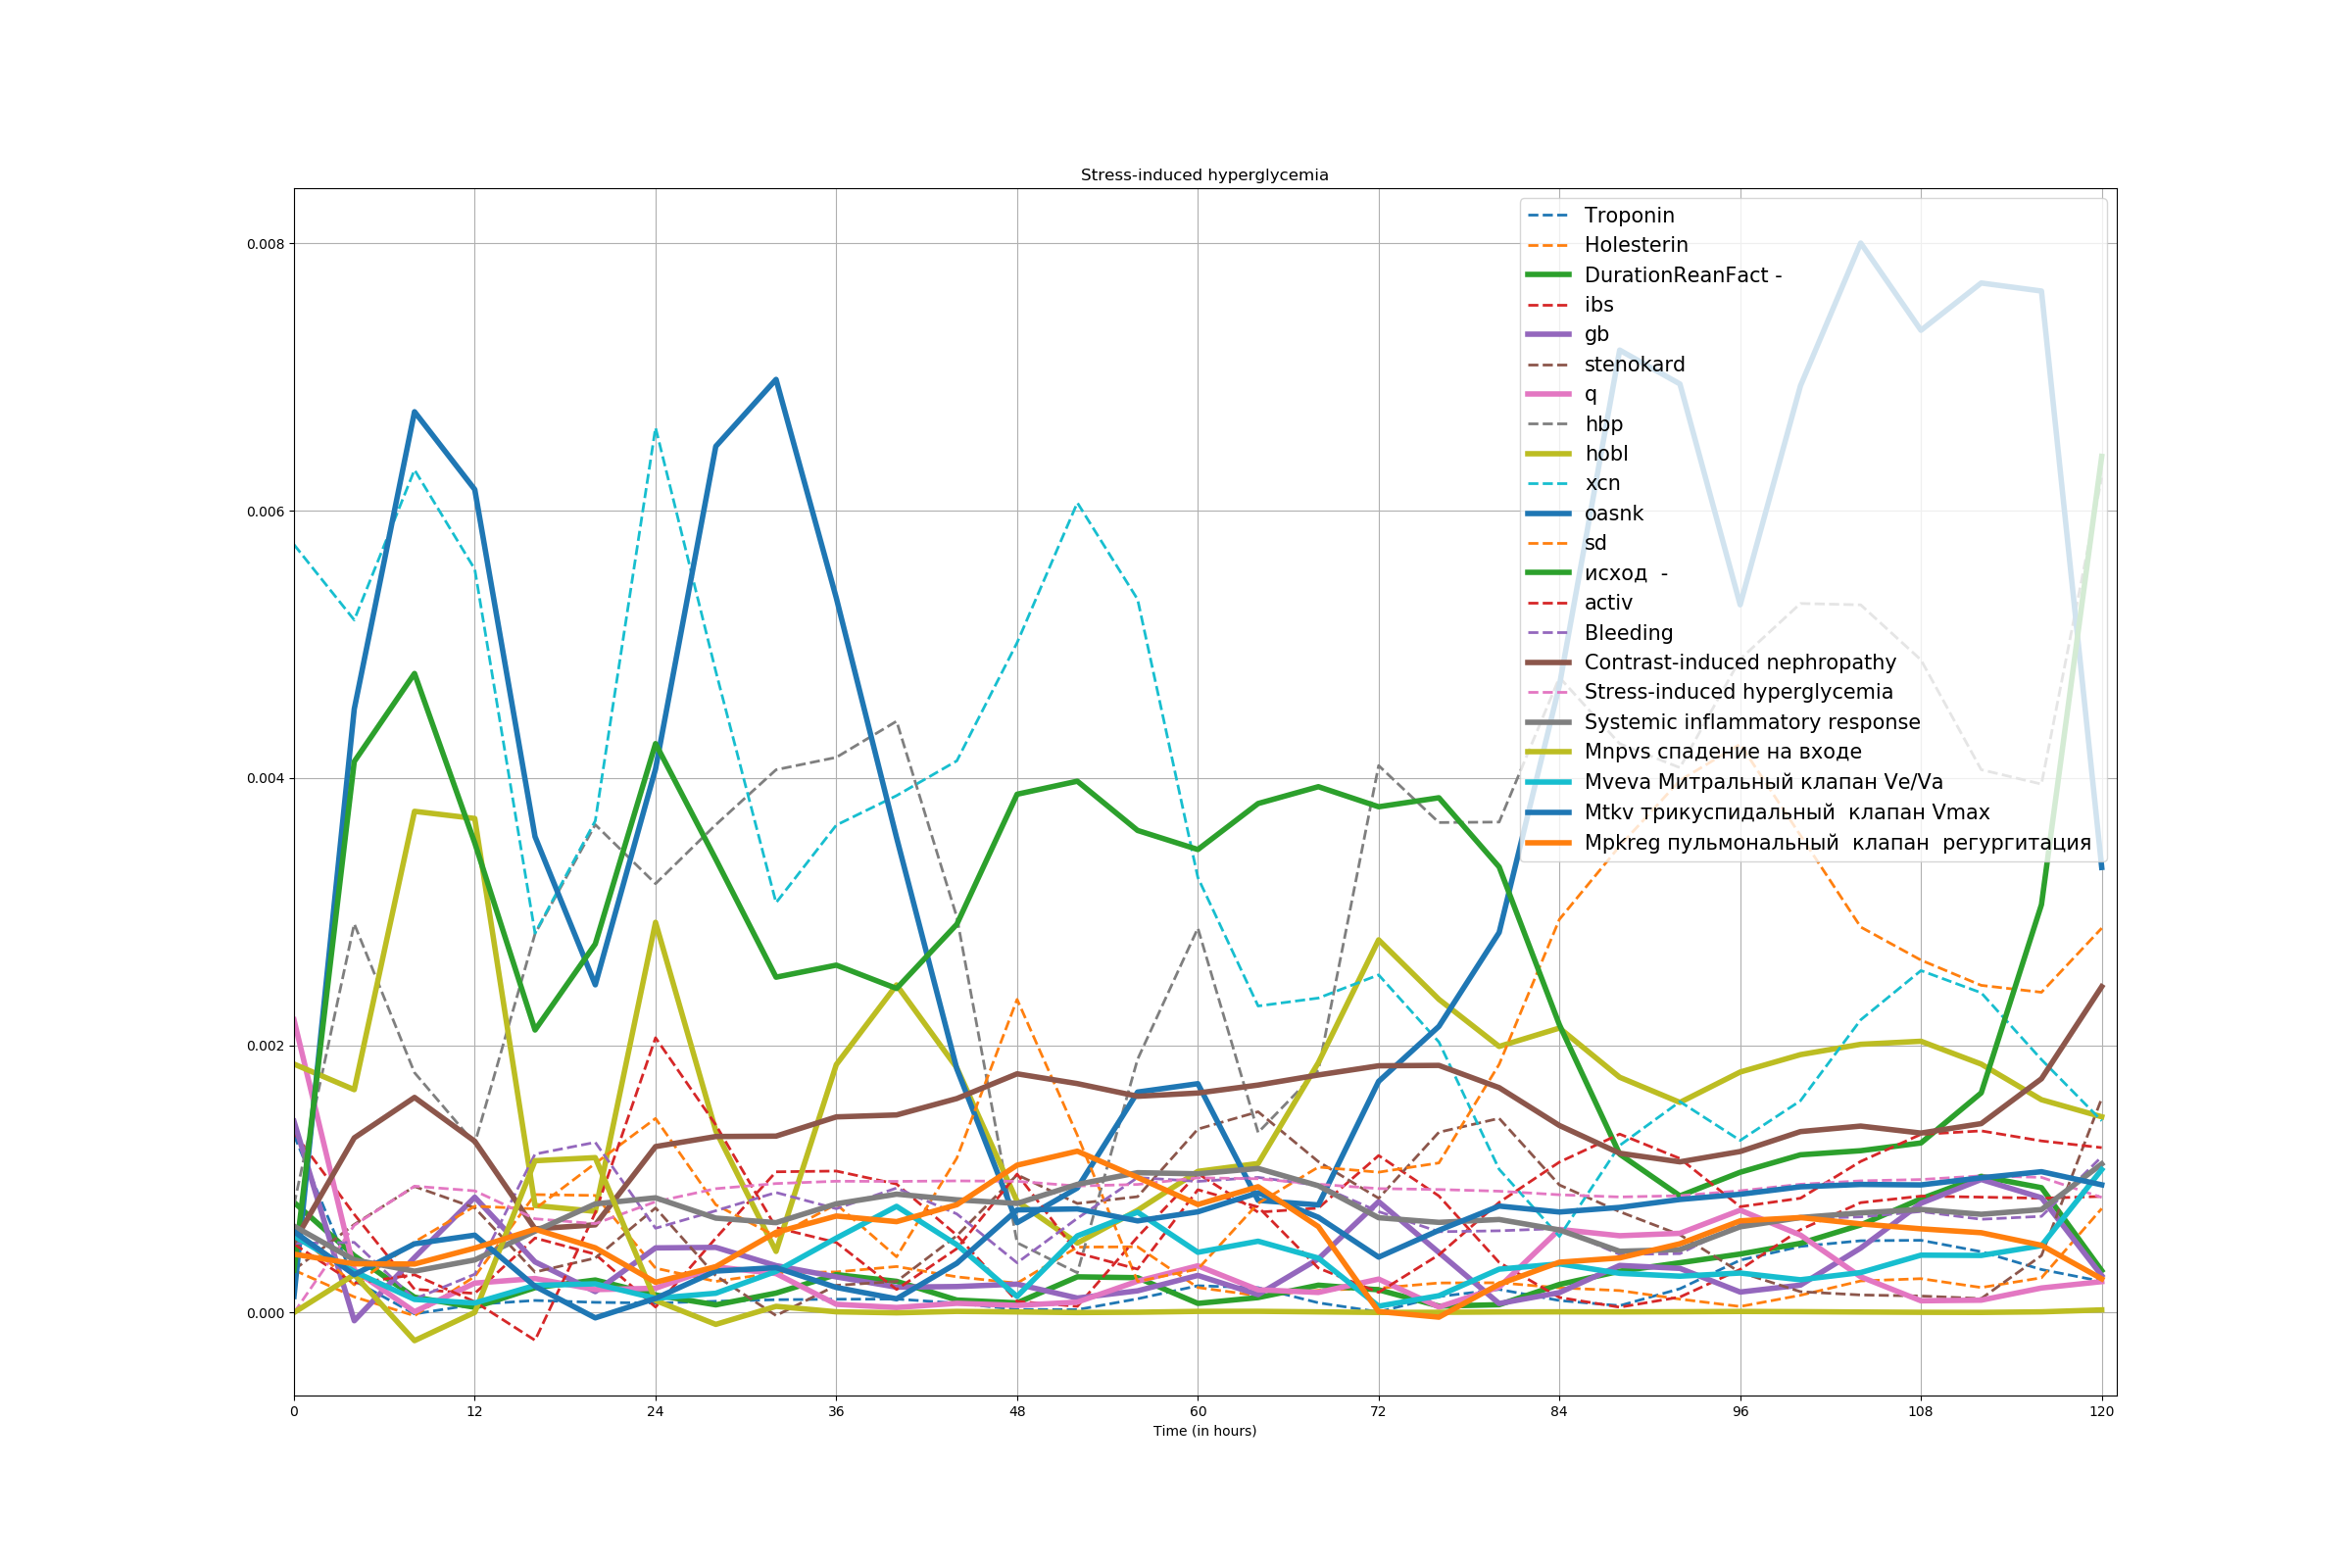 Stress-induced hyperglycemia
0.008
0.006
0.004
0.002
0.000
Troponin
Holesterin
DurationReanFact -
ibs
gb
stenokard
q
hbp
hobl
xcn
oasnk
sd
исход  -
activ
Bleeding
Contrast-induced nephropathy
Stress-induced hyperglycemia
Systemic inflammatory response
Mnpvs спадение на входе
Mveva Митральный клапан Ve/Va
Mtkv трикуспидальный  клапан Vmax
Mpkreg пульмональный  клапан  регургитация
0 12 24 36 48 60 72 84 96 108 120
Time (in hours)